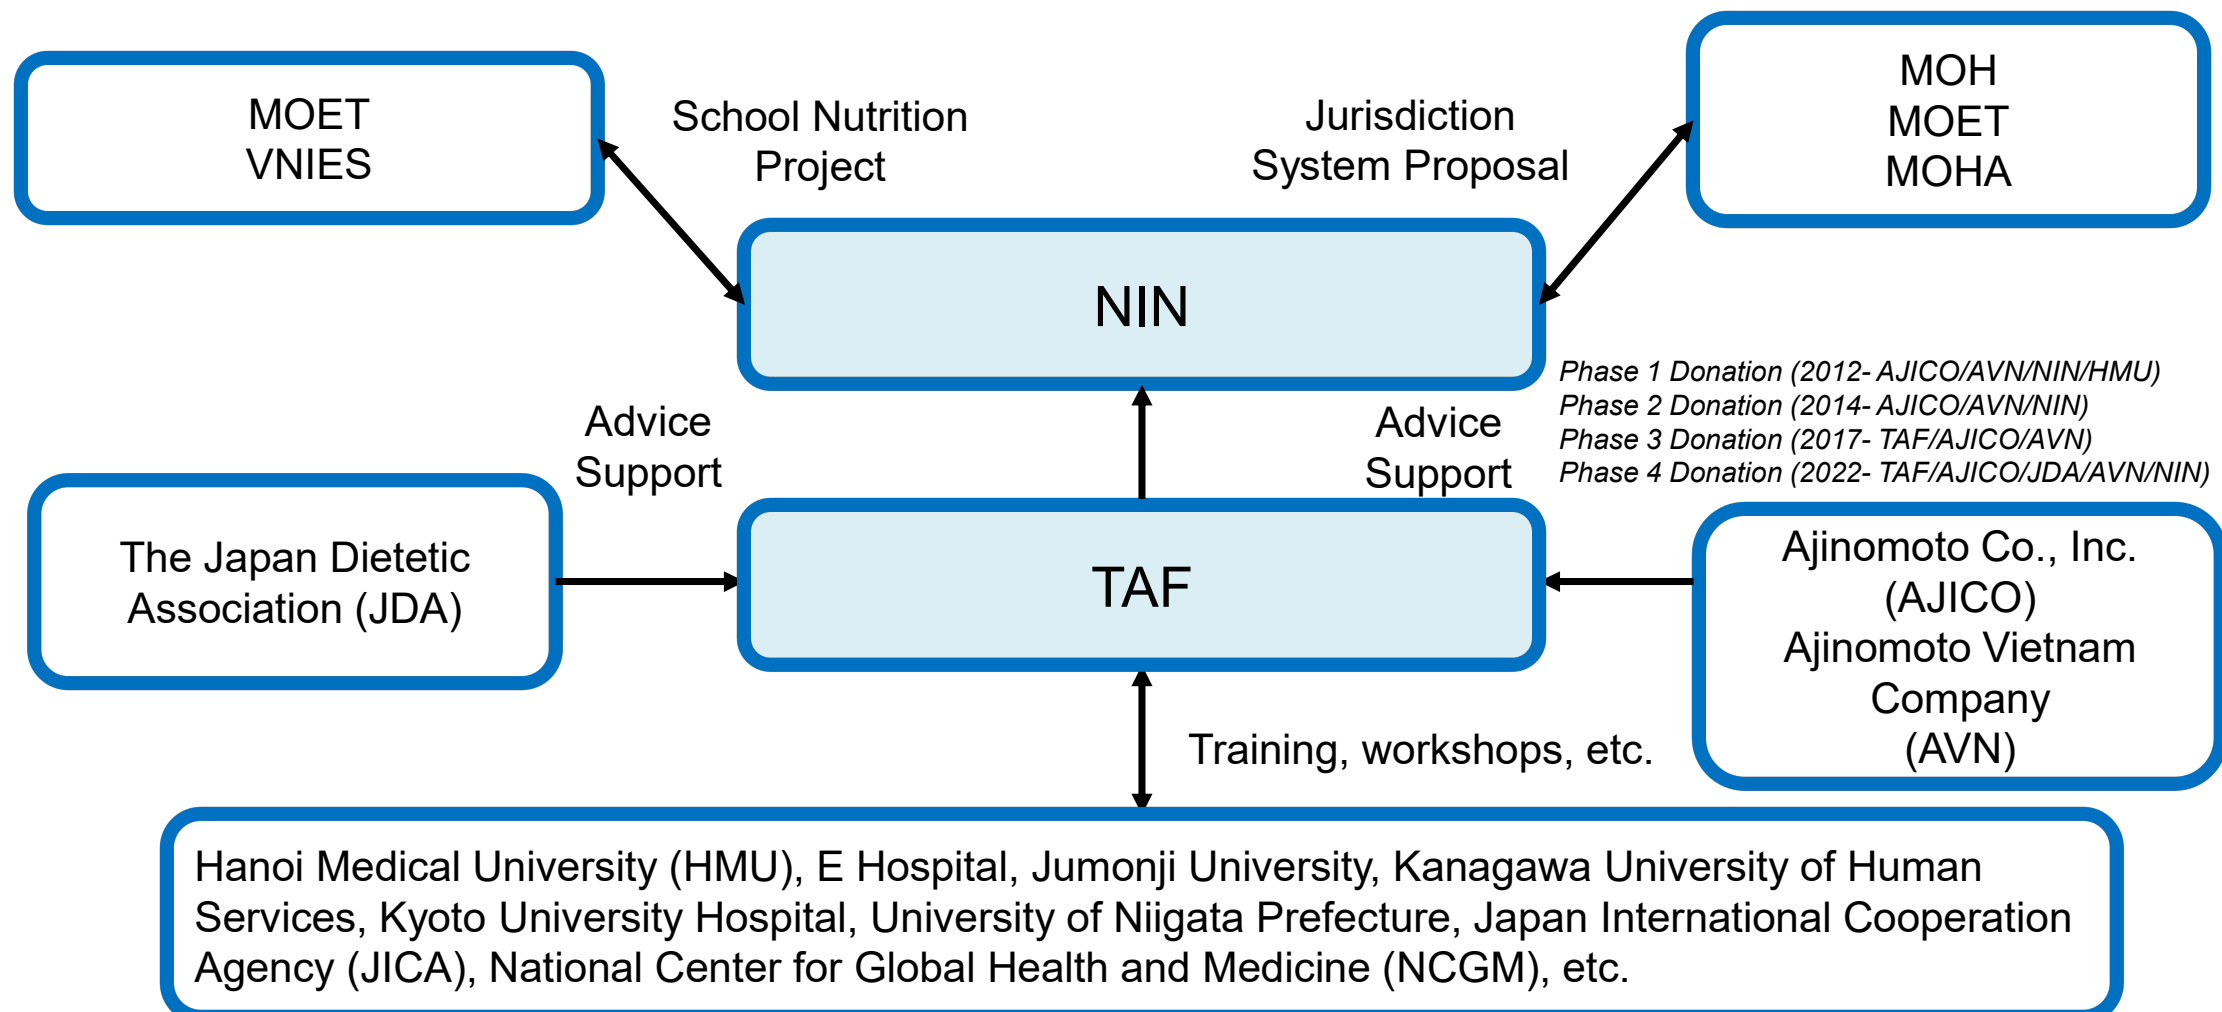 MOET
VNIES
School Nutrition
Project
Jurisdiction
System Proposal
MOH
MOET
MOHA
NIN
Phase 1 Donation (2012- AJICO/AVN/NIN/HMU)
Phase 2 Donation (2014- AJICO/AVN/NIN)
Phase 3 Donation (2017- TAF/AJICO/AVN)
Phase 4 Donation (2022- TAF/AJICO/JDA/AVN/NIN)
Advice
Support
Advice
Support
The Japan Dietetic
Association (JDA)
TAF
Ajinomoto Co., Inc.
(AJICO)
Ajinomoto Vietnam
Company
(AVN)
Training, workshops, etc.
Hanoi Medical University (HMU), E Hospital, Jumonji University, Kanagawa University of Human
Services, Kyoto University Hospital, University of Niigata Prefecture, Japan International Cooperation
Agency (JICA), National Center for Global Health and Medicine (NCGM), etc.